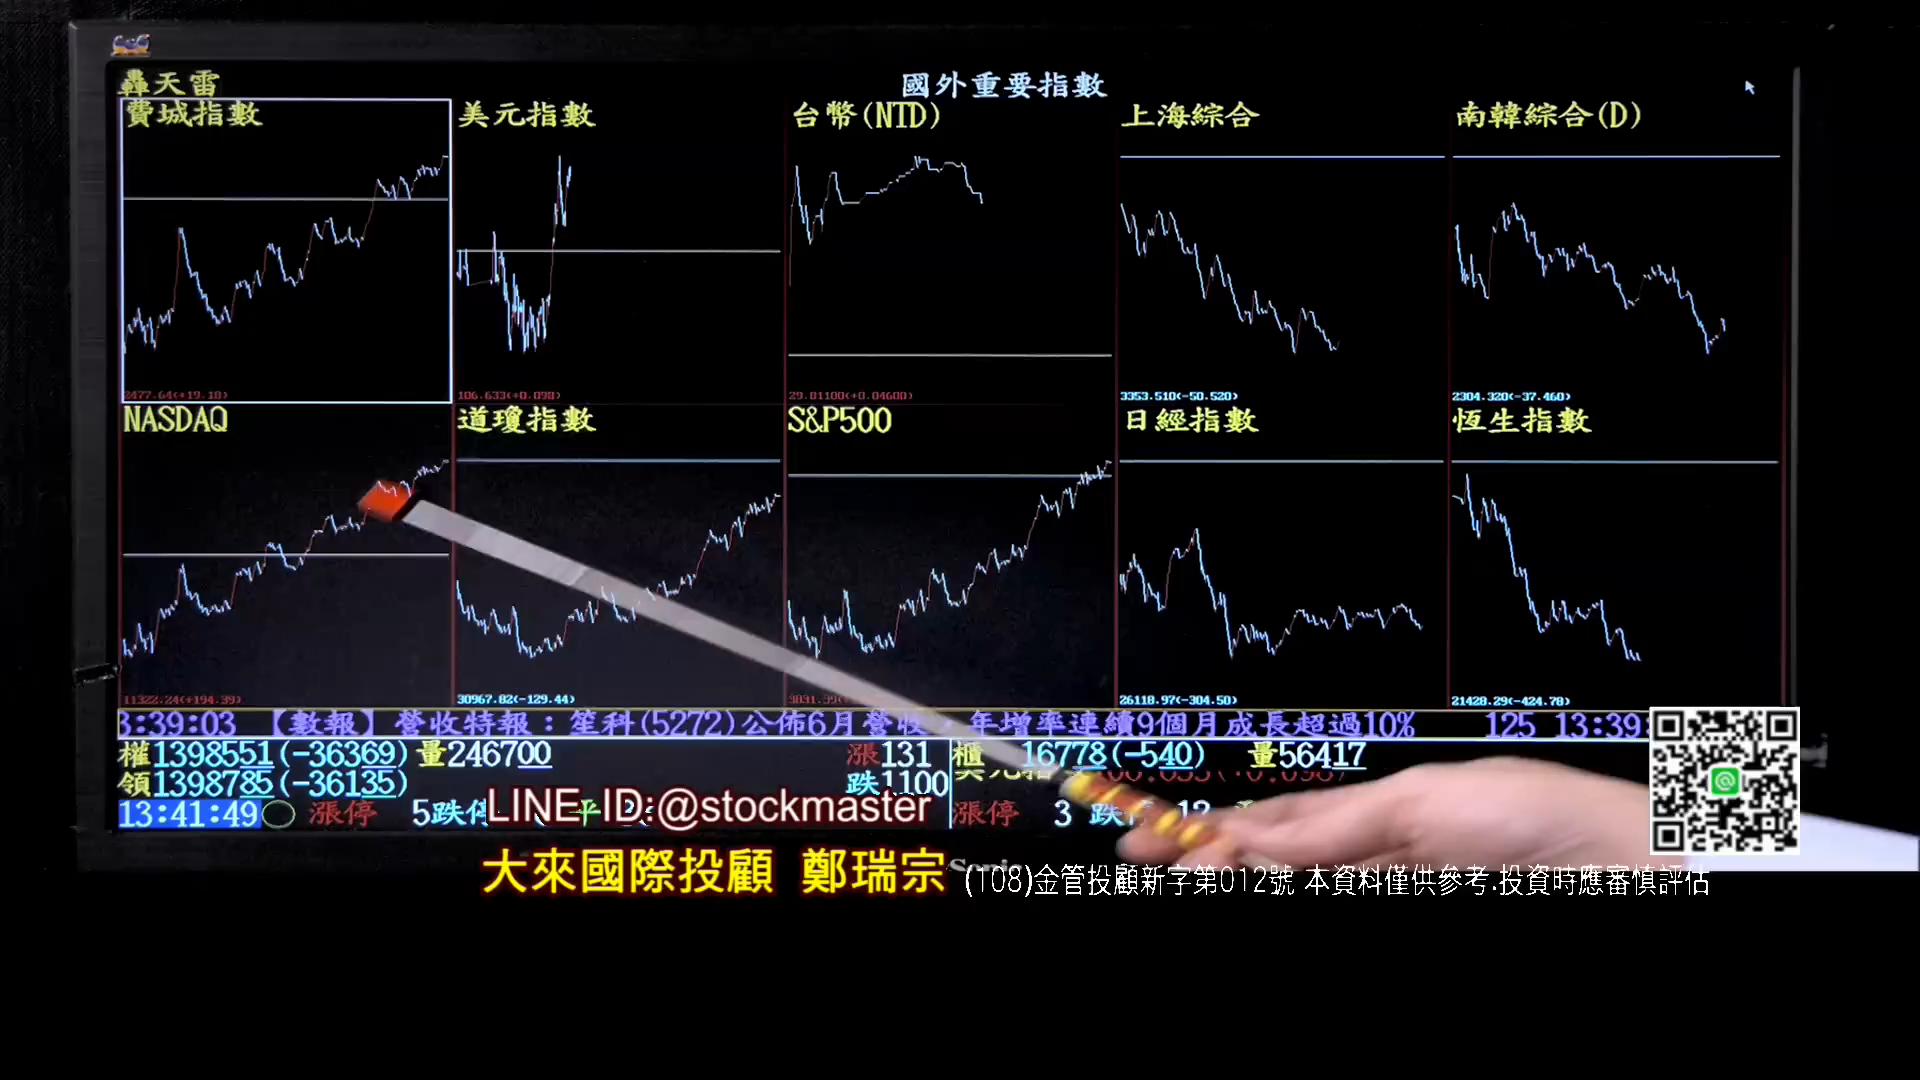 轟天雷
國外重要指數
費城指數
美元指數
台幣(NTD)
上海綜合
南韓綜合(D)
2477.64(+19.18)
106.633(+0.098)
29.81100(+0.04600)
3353.510(-50.520)
2304.320(-37.460)
NASDAQ
道瓊指數
S&P500
日經指數
恆生指數
11322.24(+194.39)
30967.82(-129.44)
26118.97(-304.50)
21428.29(-424.78)
3:39:03 【數報】營收特報：笙科(5272)公佈6月營收，年增率連續9個月成長超過10% 125 13:39:
權1398551(-36369) 量246700 漲131
櫃 16778(-540) 量56417
領1398785(-36135) 跌1100
13:41:49 漲停 5跌停 平
漲停 3 跌
LINE ID:@stockmaster
大來國際投顧 鄭瑞宗
(108)金管投顧新字第012號 本資料僅供參考.投資時應審慎評估